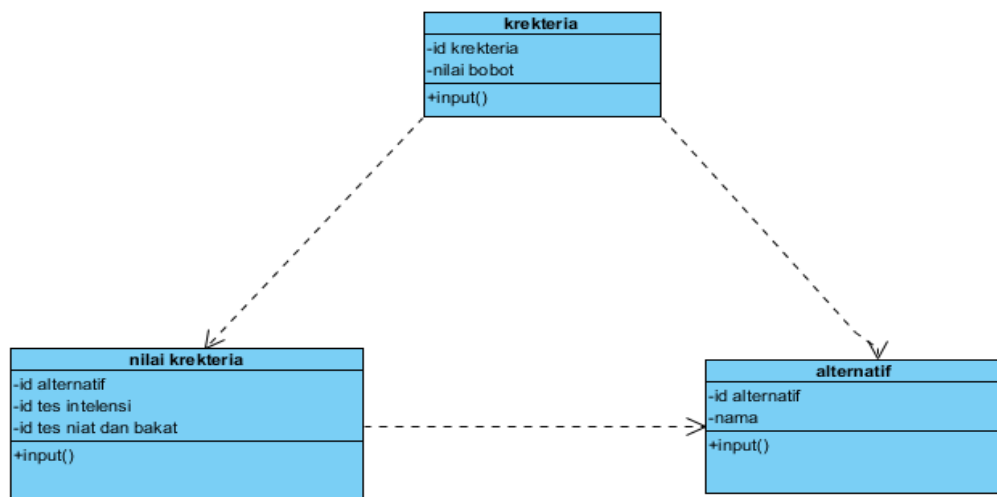 krekteria
-id krekteria
-nilai bobot
+input()
nilai krekteria
-id alternatif
-id tes intelensi
-id tes niat dan bakat
+input()
alternatif
-id alternatif
-nama
+input()